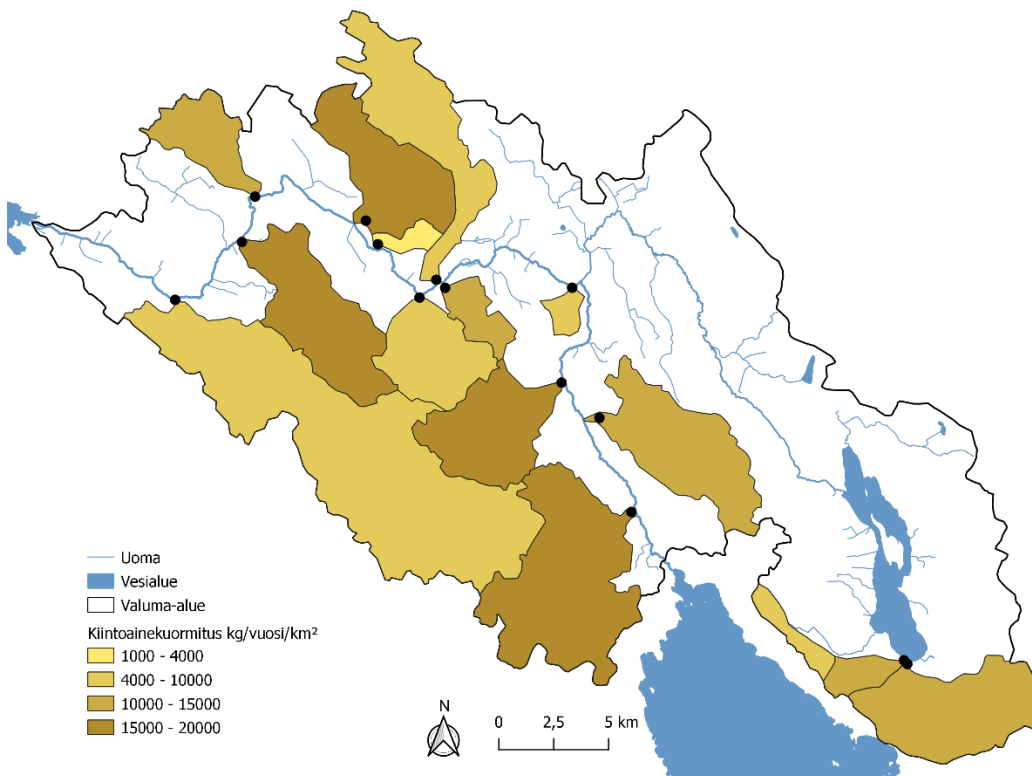 Uoma
Vesialue
Valuma-alue
Kiintoainekuormitus kg/vuosi/km²
1000 - 4000
4000 - 10000
10000 - 15000
15000 - 20000
N
0 2,5 5 km